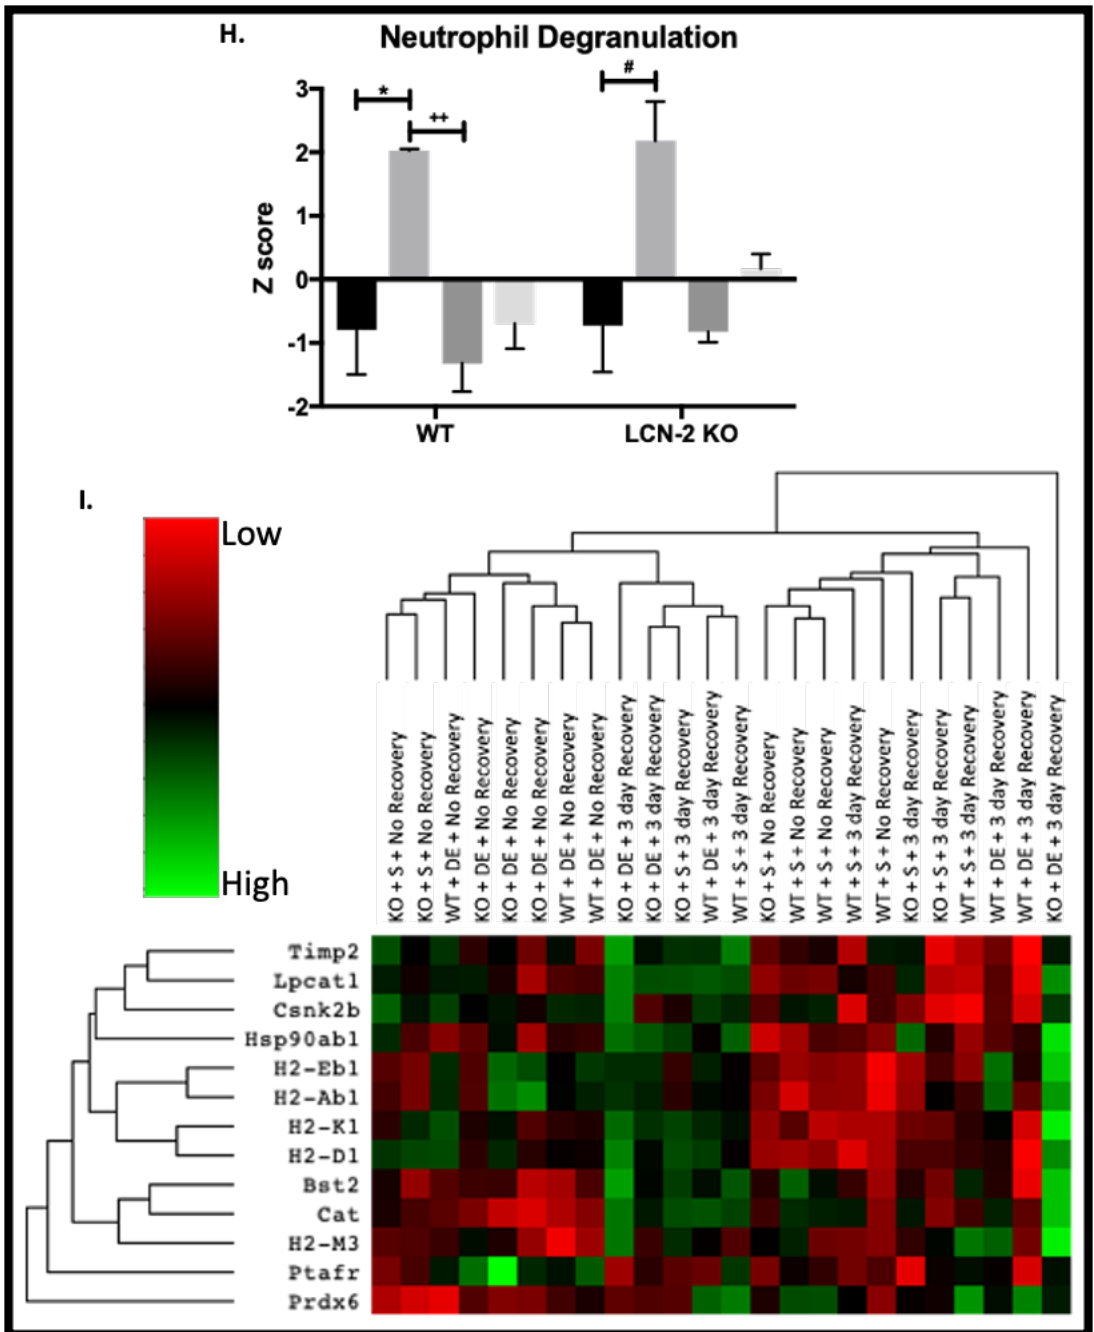 H.
Neutrophil Degranulation
3
2
1
0
-1
-2
Z score
*
++
#
WT
LCN-2 KO
I.
Low
High
KO + S + No Recovery
KO + S + No Recovery
WT + DE + No Recovery
KO + DE + No Recovery
KO + DE + No Recovery
KO + DE + No Recovery
WT + DE + No Recovery
WT + DE + No Recovery
KO + DE + 3 day Recovery
KO + DE + 3 day Recovery
KO + S + 3 day Recovery
WT + DE + 3 day Recovery
WT + S + 3 day Recovery
KO + S + No Recovery
WT + S + No Recovery
WT + S + No Recovery
WT + S + 3 day Recovery
WT + S + No Recovery
KO + S + 3 day Recovery
KO + S + 3 day Recovery
WT + S + 3 day Recovery
WT + DE + 3 day Recovery
WT + DE + 3 day Recovery
KO + DE + 3 day Recovery
Timp2
Lpcat1
Csnk2b
Hsp90ab1
H2-Eb1
H2-Ab1
H2-K1
H2-D1
Bst2
Cat
H2-M3
Ptafr
Prdx6